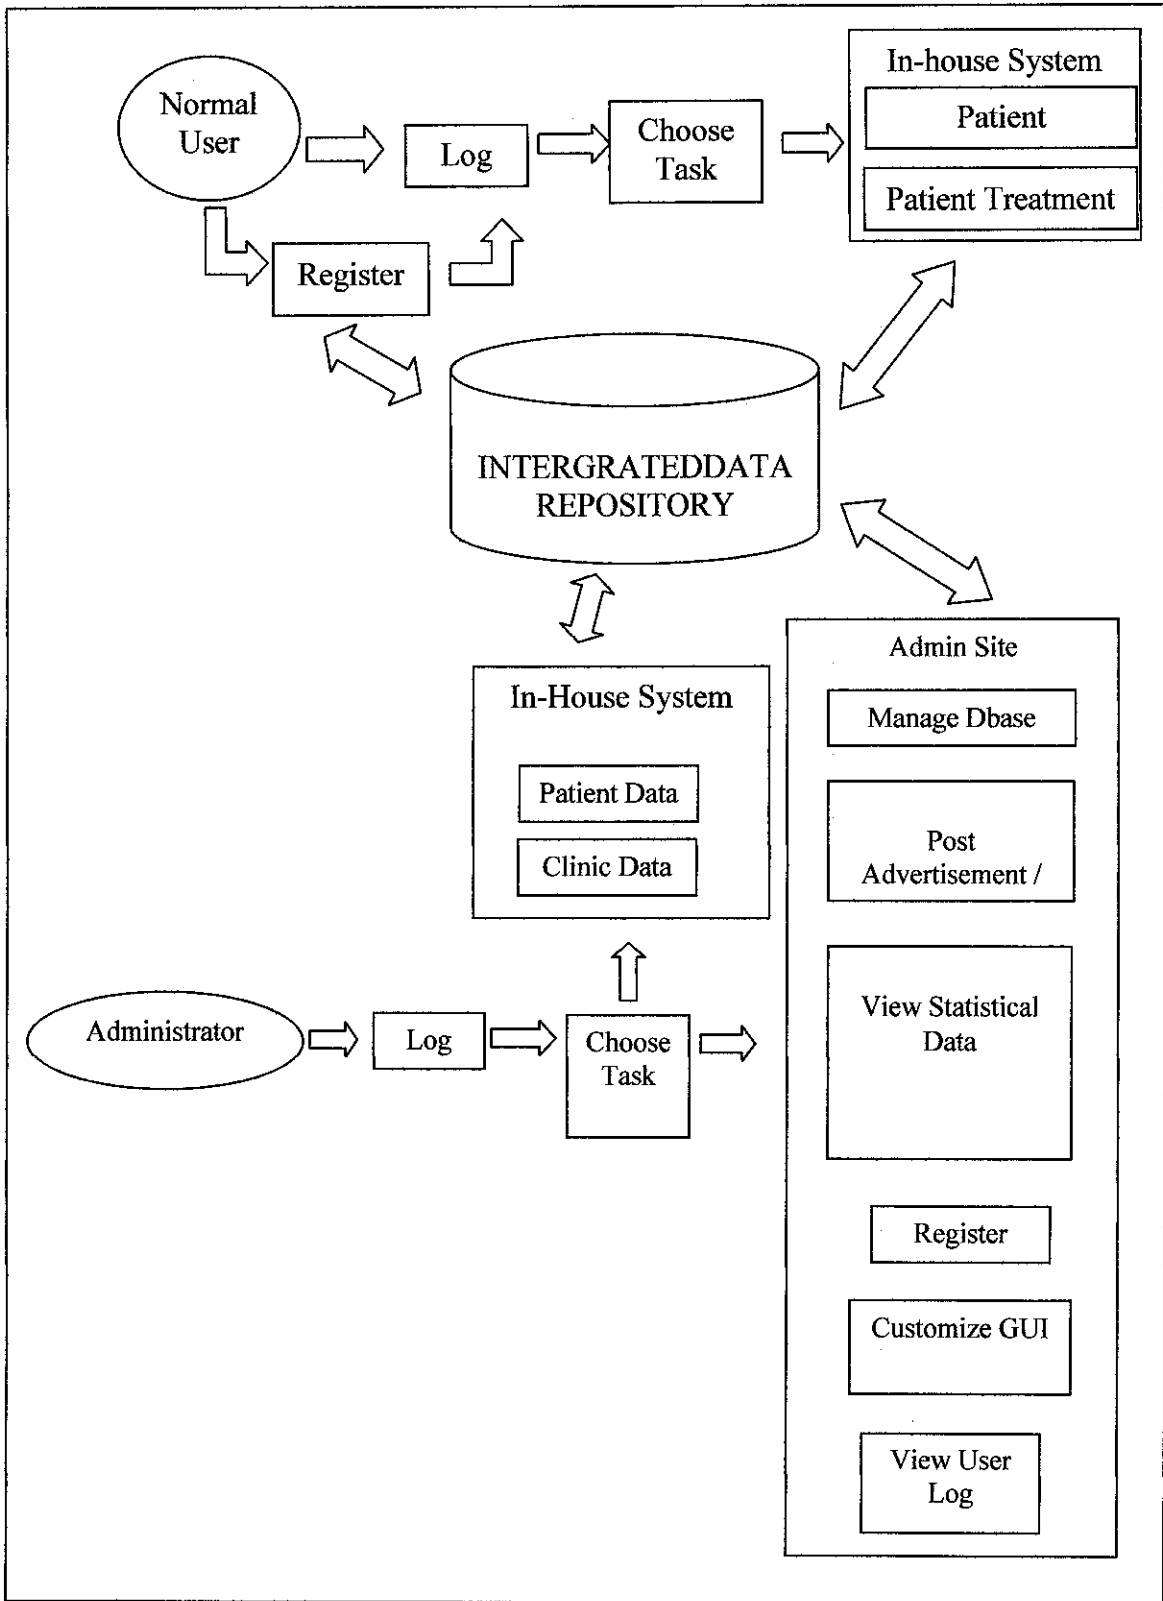 Normal
User
Log
Choose
Task
In-house System
Patient
Patient Treatment
Register
INTERGRATEDDATA
REPOSITORY
In-House System
Patient Data
Clinic Data
Admin Site
Manage Dbase
Post
Advertisement /
View Statistical
Data
Register
Customize GUI
View User
Log
Administrator
Log
Choose
Task